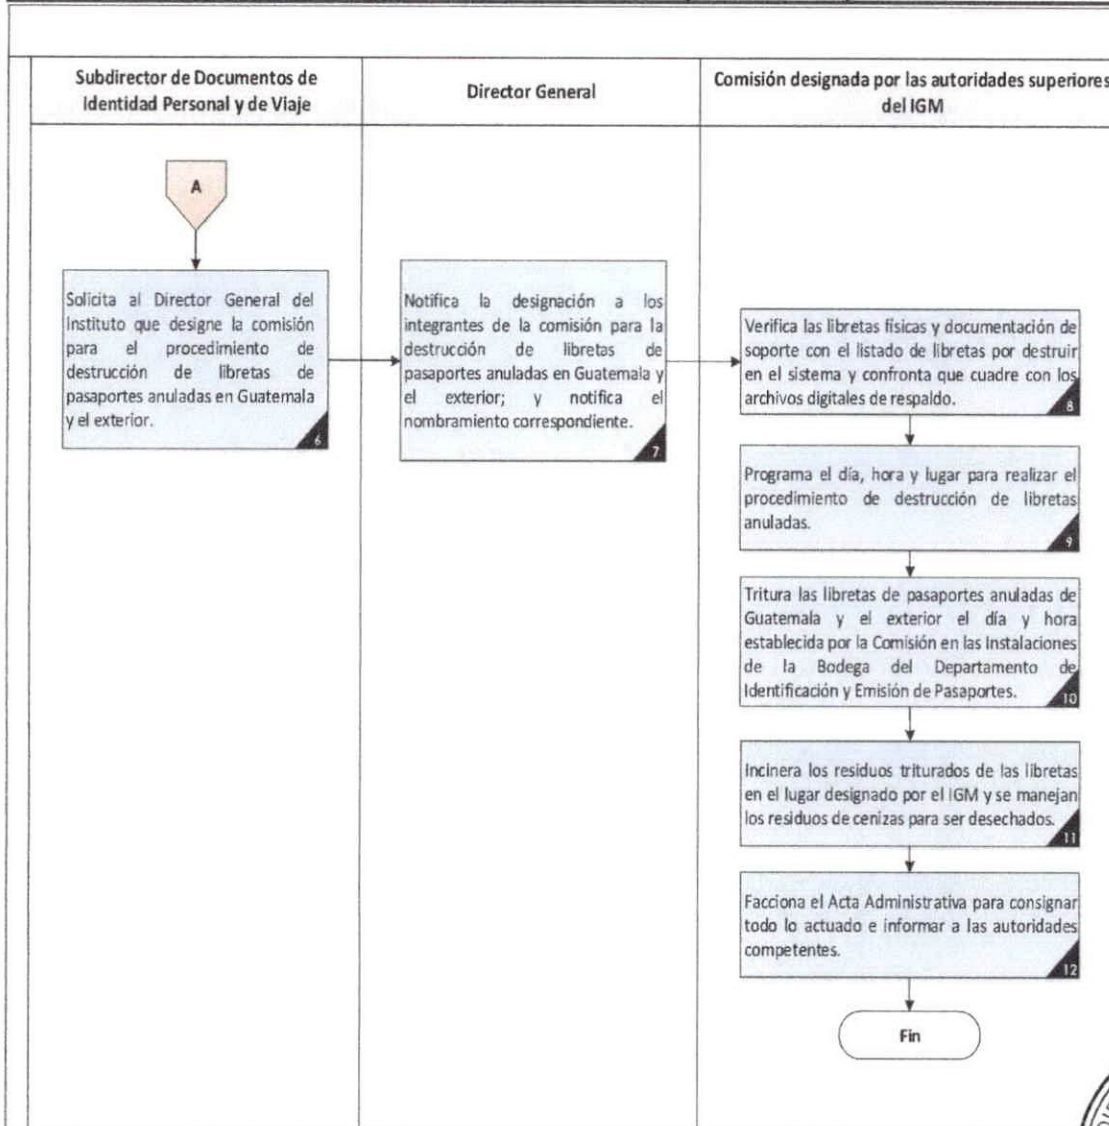 Subdirector de Documentos de
Identidad Personal y de Viaje
Director General
Comisión designada por las autoridades superiores
del IGM
A
Solicita al Director General del
Instituto que designe la comisión
para el procedimiento de
destrucción de libretas de
pasaportes anuladas en Guatemala
y el exterior.
6
Notifica la designación a los
integrantes de la comisión para la
destrucción de libretas de
pasaportes anuladas en Guatemala y
el exterior; y notifica el
nombramiento correspondiente.
7
Verifica las libretas físicas y documentación de
soporte con el listado de libretas por destruir
en el sistema y confronta que cuadre con los
archivos digitales de respaldo.
8
Programa el día, hora y lugar para realizar el
procedimiento de destrucción de libretas
anuladas.
9
Tritura las libretas de pasaportes anuladas de
Guatemala y el exterior el día y hora
establecida por la Comisión en las Instalaciones
de la Bodega del Departamento de
Identificación y Emisión de Pasaportes.
10
Incinera los residuos triturados de las libretas
en el lugar designado por el IGM y se manejan
los residuos de cenizas para ser desechados.
11
Facciona el Acta Administrativa para consignar
todo lo actuado e informar a las autoridades
competentes.
12
Fin